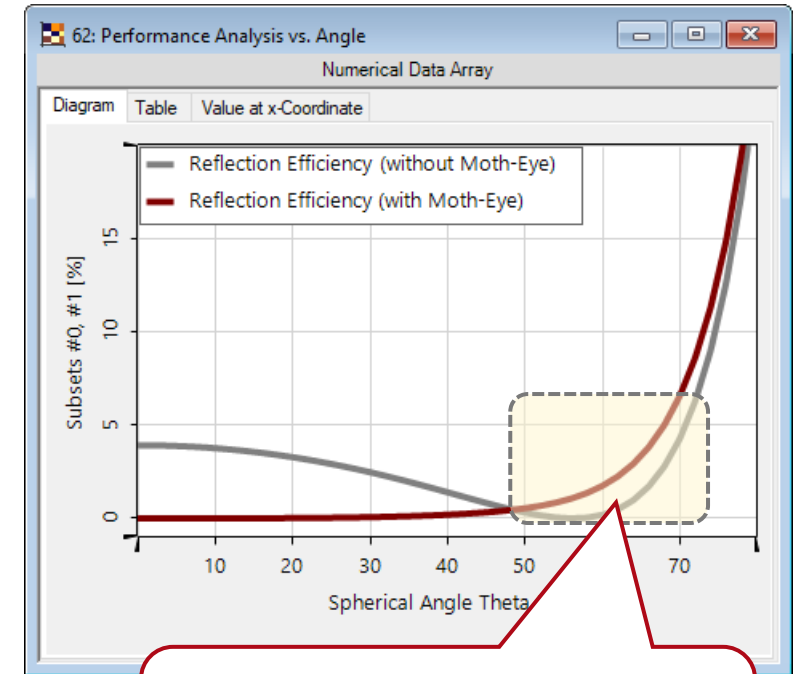 62: Performance Analysis vs. Angle
Numerical Data Array
Diagram Table Value at x-Coordinate
Reflection Efficiency (without Moth-Eye)
Reflection Efficiency (with Moth-Eye)
Subsets #0, #1 [%]
15
10
5
0
10 20 30 40 50 70
Spherical Angle Theta